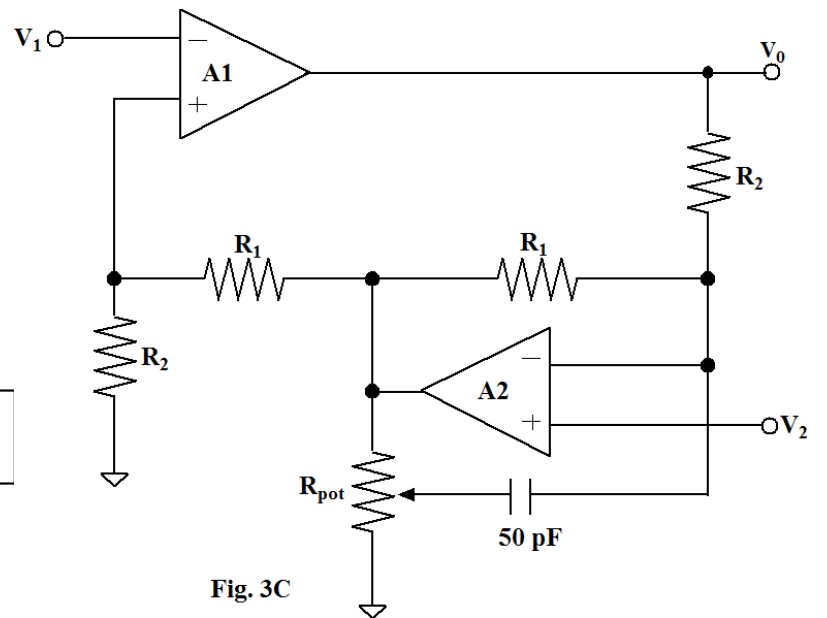 V₁
−
A1
+
V₀
R₂
R₁
R₁
R₂
−
A2
+
V₂
Rpot
50 pF
Fig. 3C